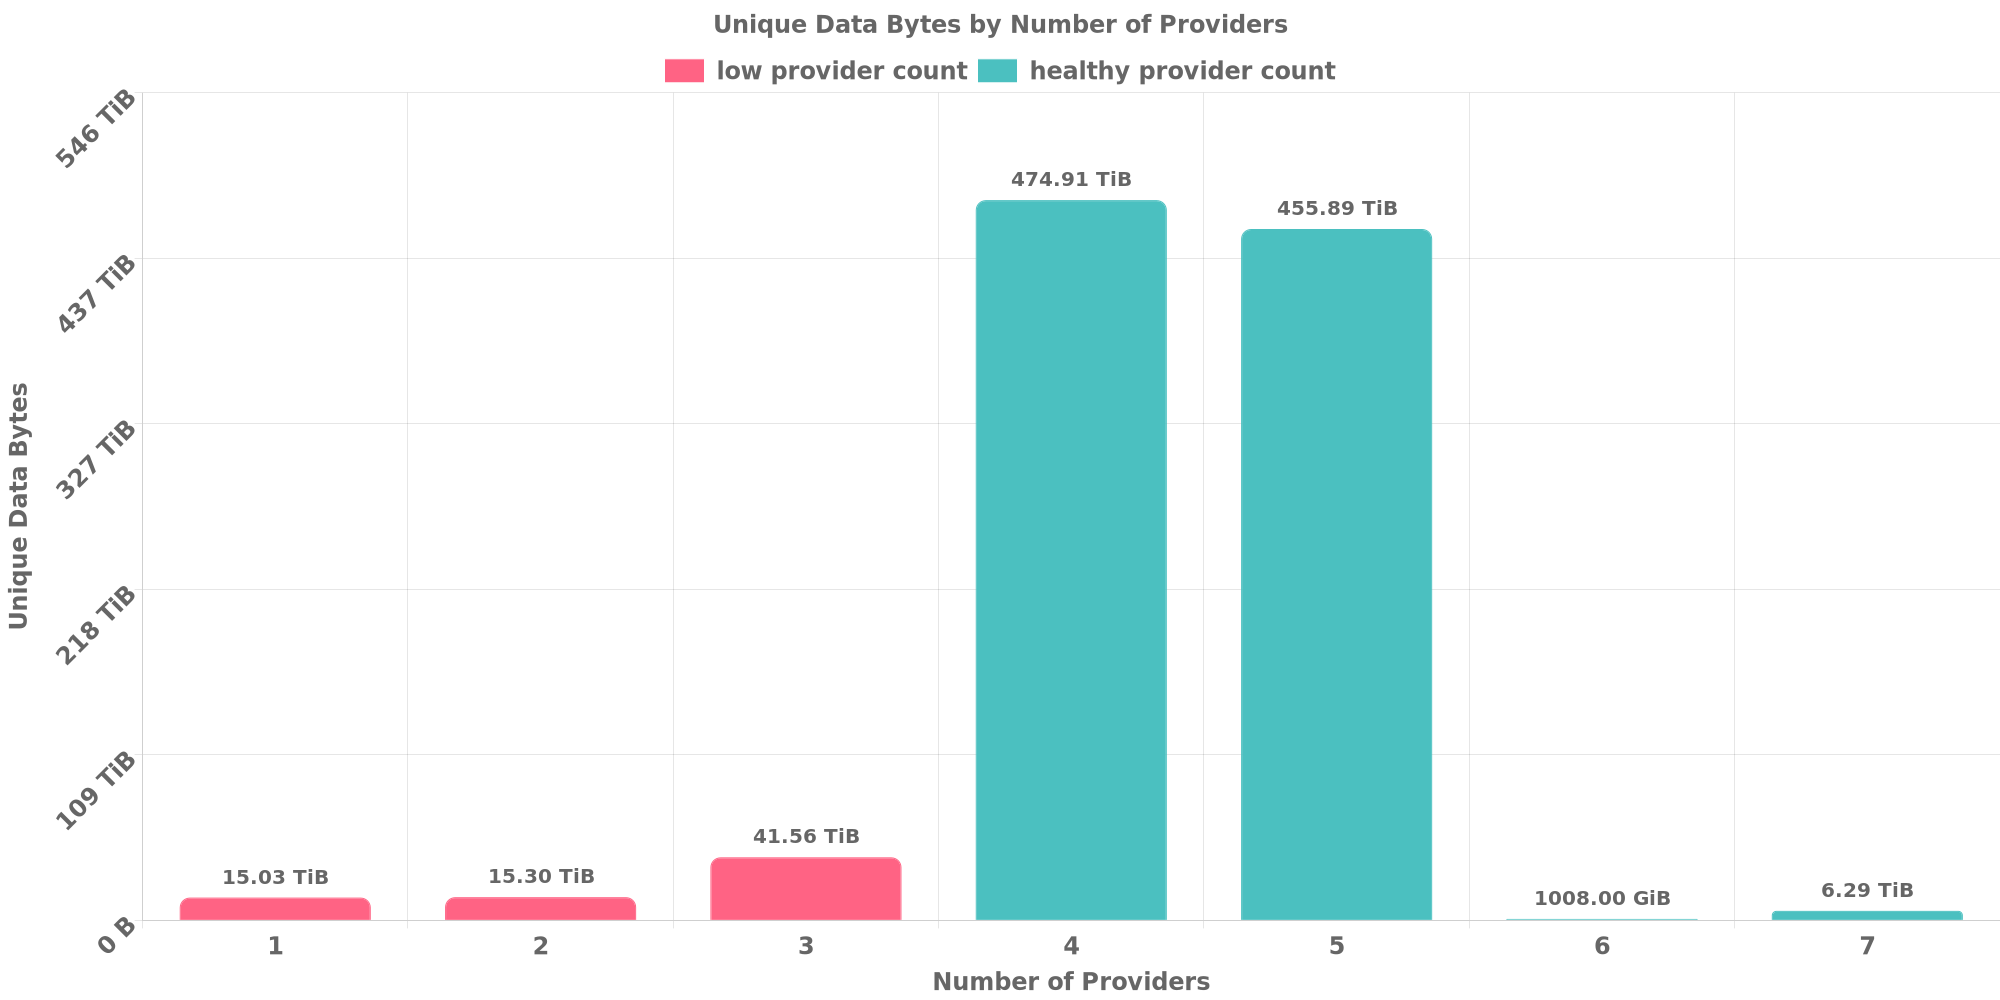 Unique Data Bytes by Number of Providers
low provider count healthy provider count
546 TiB
437 TiB
327 TiB
218 TiB
109 TiB
0 B
Unique Data Bytes
15.03 TiB
15.30 TiB
41.56 TiB
474.91 TiB
455.89 TiB
1008.00 GiB
6.29 TiB
1 2 3 4 5 6 7
Number of Providers